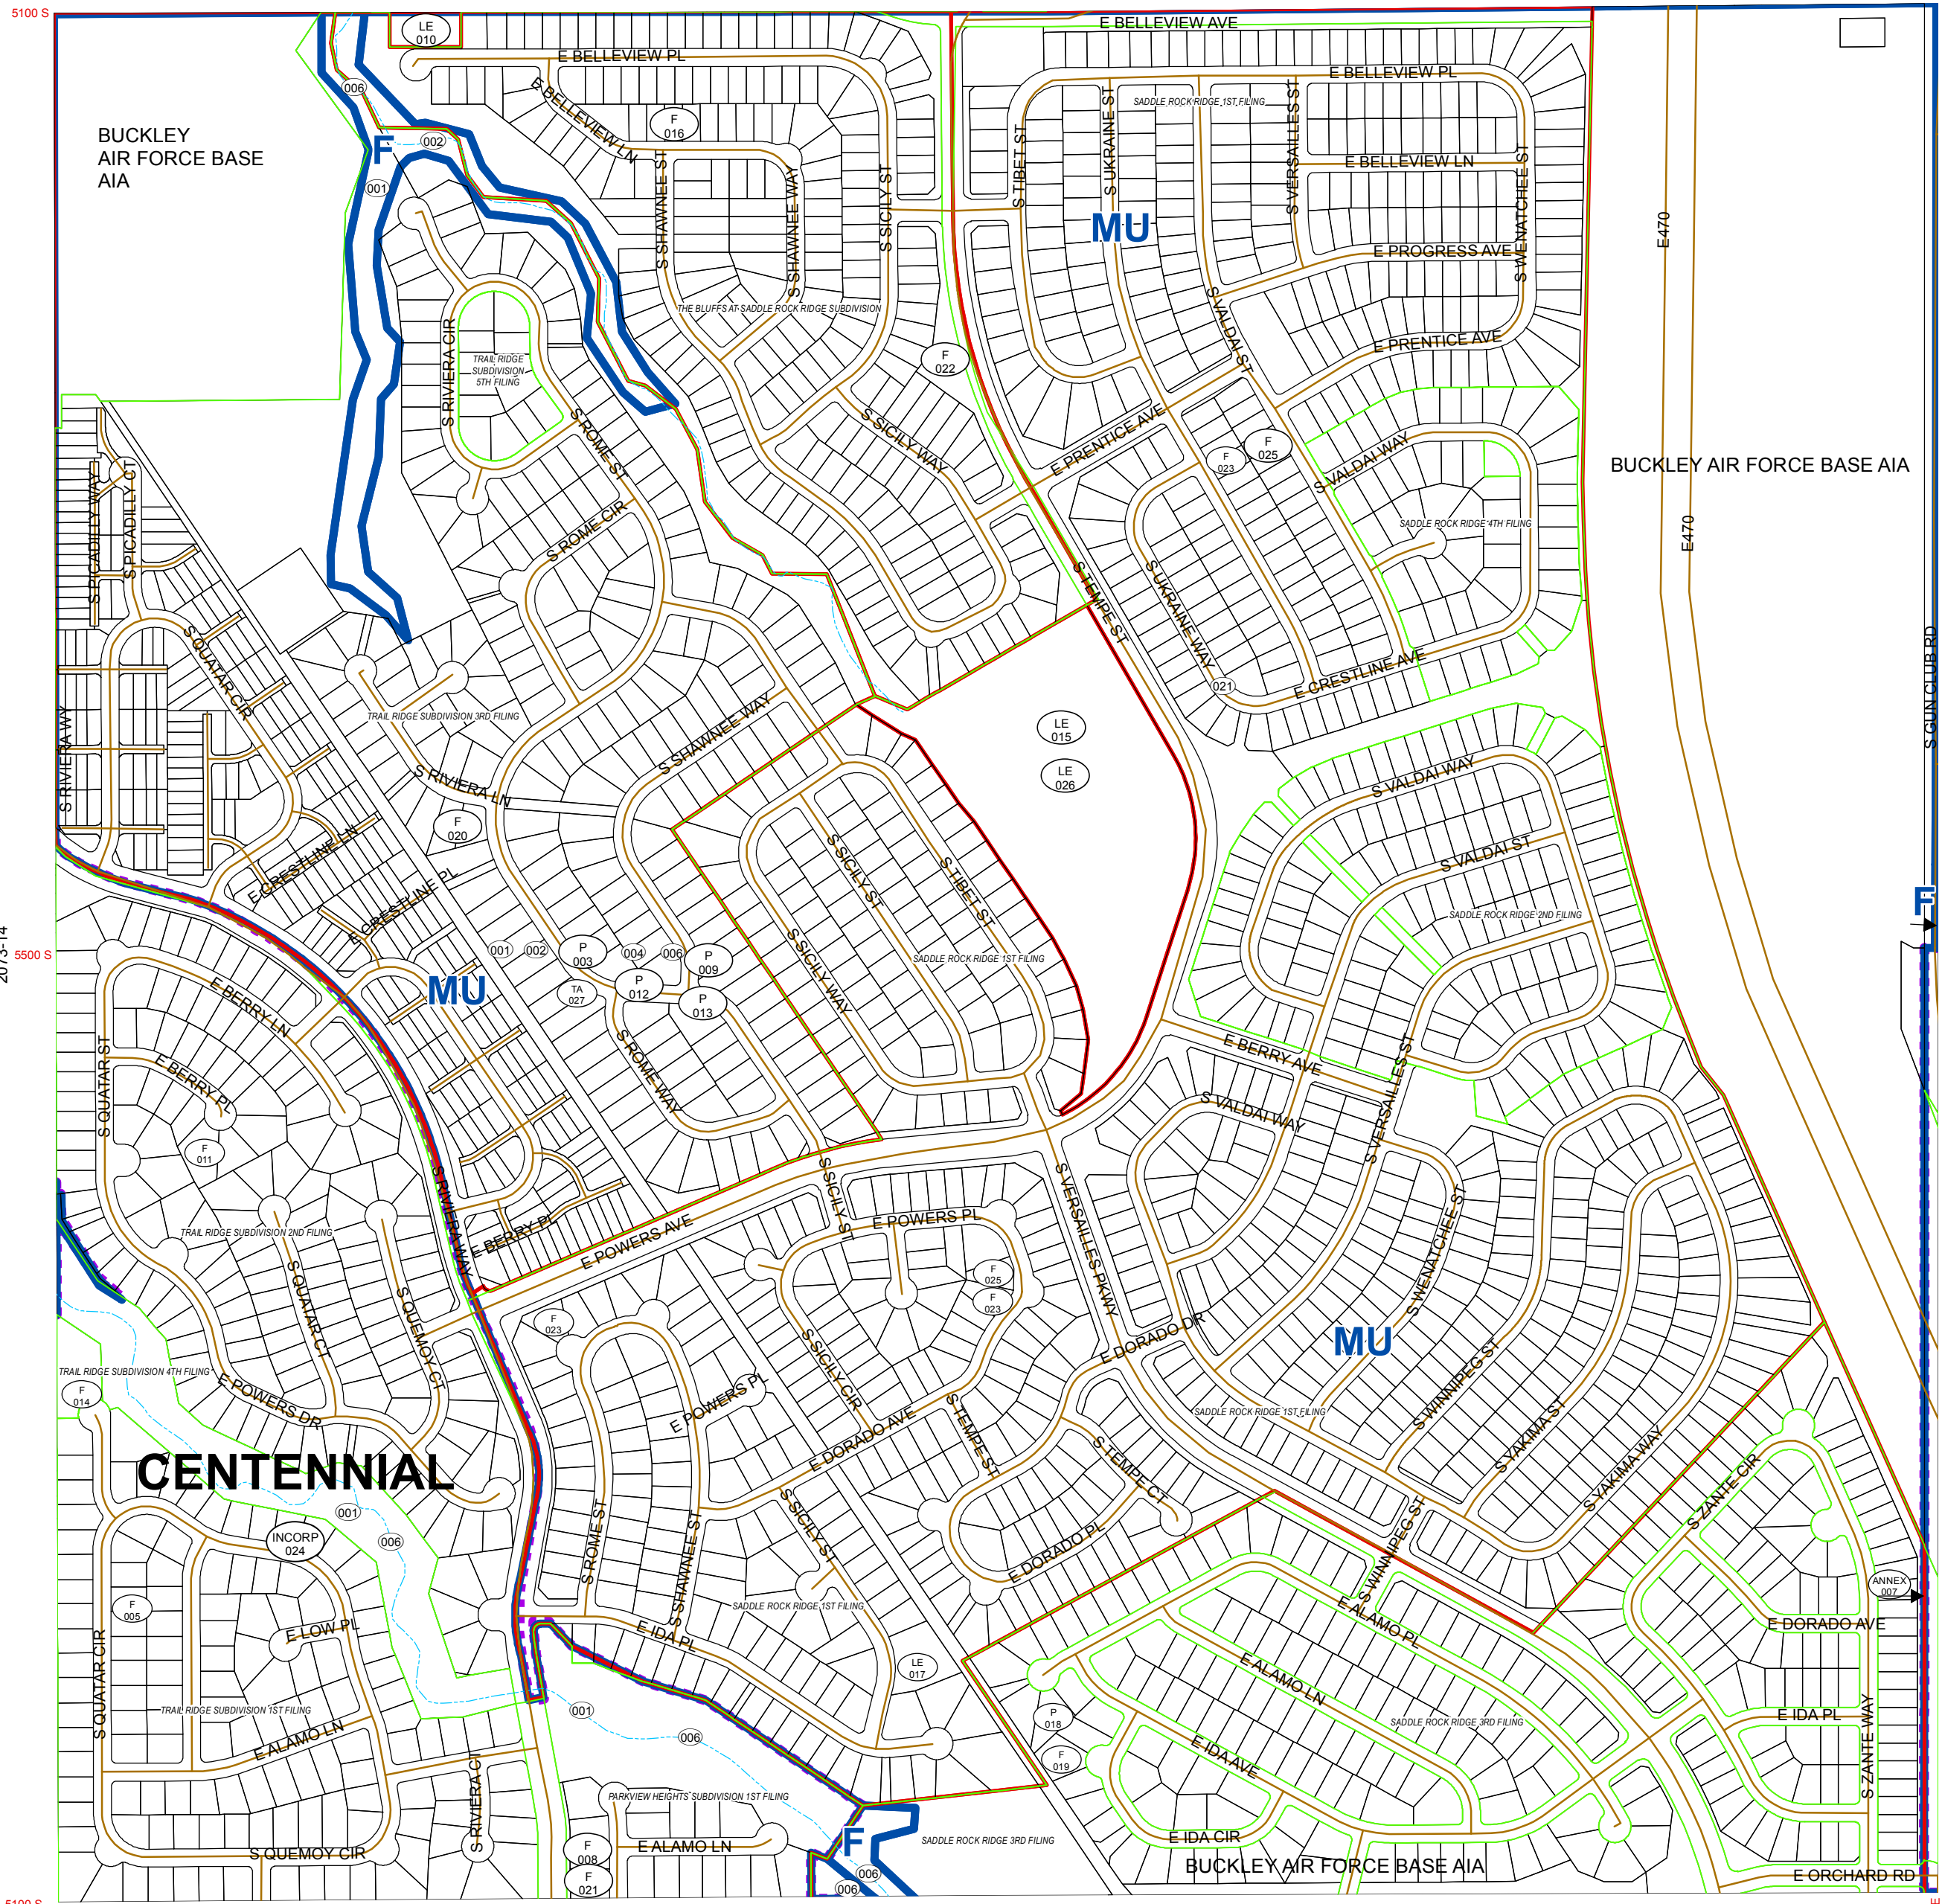 5100 S
E BELLEVIEW AVE
LE
010
E BELLEVIEW PL
E BELLEVIEW PL
006
E BELLEVIEW LN
SADDLE ROCK RIDGE 1ST FILING
F
016
BUCKLEY
AIR FORCE BASE
AIA
F
002
001
S SHAWNEE ST
S SHAWNEE WAY
S SICILY ST
S TIBET ST
S UKRAINE ST
S VERSAILLES ST
E BELLEVIEW LN
S WENATCHEE ST
MU
E470
E PROGRESS AVE
THE BLUFFS AT SADDLE ROCK RIDGE SUBDIVISION
S RIVIERA CIR
TRAIL RIDGE
SUBDIVISION
5TH FILING
F
022
S VALDAI ST
E PRENTICE AVE
S ROME ST
S SICILY WAY
E PRENTICE AVE
F
023
F
025
S VALDAI WAY
BUCKLEY AIR FORCE BASE AIA
S PICADILLY WAY
S PICADILLY CT
S ROME CIR
SADDLE ROCK RIDGE 4TH FILING
E470
S TEMPE ST
S UKRAINE WAY
S QUATAR CIR
021
E CRESTLINE AVE
S GUN CLUB RD
TRAIL RIDGE SUBDIVISION 3RD FILING
S SHAWNEE WAY
LE
015
LE
026
S RIVIERA WY
S RIVIERA LN
F
020
S VALDAI WAY
S VALDAI ST
E CRESTLINE LN
E CRESTLINE PL
S SICILY ST
S TIBET ST
SADDLE ROCK RIDGE 2ND FILING
F
2073-14
5500 S
001
002
P
003
004
006
P
009
TA
027
P
012
P
013
MU
S SICILY WAY
SADDLE ROCK RIDGE 1ST FILING
E BERRY LN
S QUATAR ST
E BERRY PL
S ROME WAY
E BERRY AVE
S VALDAI WAY
S VERSAILLES ST
F
011
S RIVIERA WAY
TRAIL RIDGE SUBDIVISION 2ND FILING
E BERRY PL
E POWERS AVE
S SICILY ST
E POWERS PL
S VERSAILLES PKWY
S WENATCHEE ST
S QUATAR CT
S QUEMOY CT
F
025
F
023
F
023
MU
E DORADO DR
S SICILY CIR
TRAIL RIDGE SUBDIVISION 4TH FILING
F
014
E POWERS DR
E POWERS PL
E DORADO AVE
S TEMPE ST
S TEMPE CT
SADDLE ROCK RIDGE 1ST FILING
S WINNIPEG ST
S YAKIMA ST
S YAKIMA WAY
S ZANTE CIR
CENTENNIAL
001
006
INCORP
024
S ROME ST
S SHAWNEE ST
S SICILY ST
E DORADO PL
S WINNIPEG ST
ANNEX
007
F
005
E LOW PL
SADDLE ROCK RIDGE 1ST FILING
E IDA PL
E ALAMO PL
E DORADO AVE
LE
017
S QUATAR CIR
TRAIL RIDGE SUBDIVISION 1ST FILING
E ALAMO LN
001
006
P
018
F
019
E ALAMO LN
SADDLE ROCK RIDGE 3RD FILING
E IDA PL
E IDA AVE
S ZANTE WAY
S RIVIERA CT
PARKVIEW HEIGHTS SUBDIVISION 1ST FILING
F
008
F
021
E ALAMO LN
S QUEMOY CIR
F
SADDLE ROCK RIDGE 3RD FILING
E IDA CIR
BUCKLEY AIR FORCE BASE AIA
006
006
E ORCHARD RD
5100 S
E